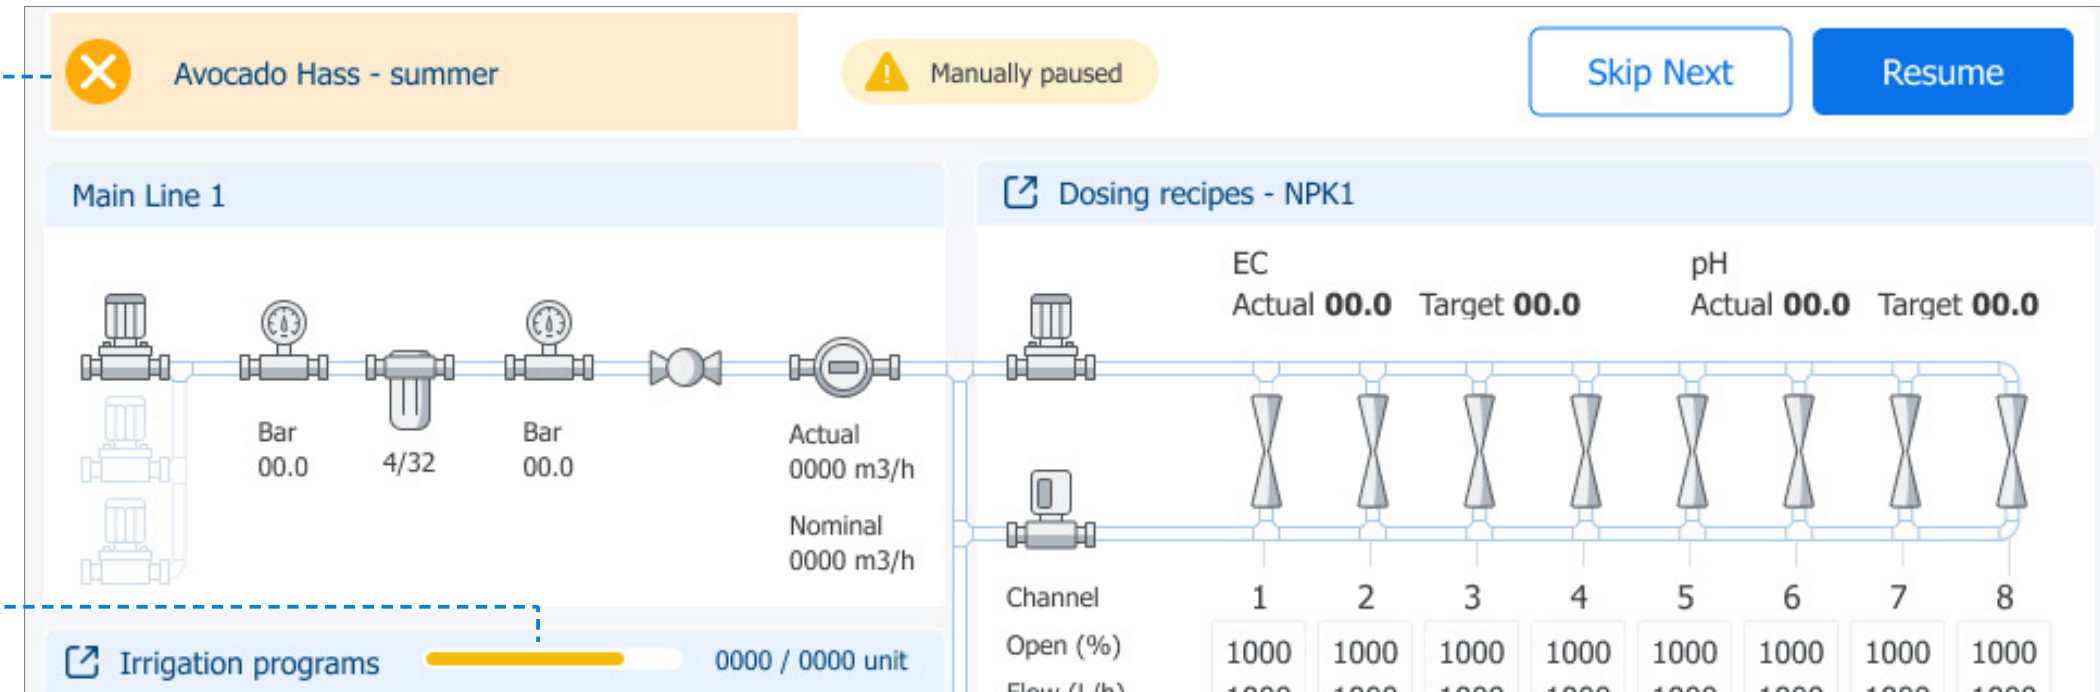 Avocado Hass - summer
Manually paused
Skip Next
Resume
Main Line 1
Bar
00.0
4/32
Bar
00.0
Actual
0000 m3/h
Nominal
0000 m3/h
Irrigation programs
0000 / 0000 unit
Dosing recipes - NPK1
EC
Actual 00.0 Target 00.0
pH
Actual 00.0 Target 00.0
Channel 1 2 3 4 5 6 7 8
Open (%) 1000 1000 1000 1000 1000 1000 1000 1000
Flow (L/h)